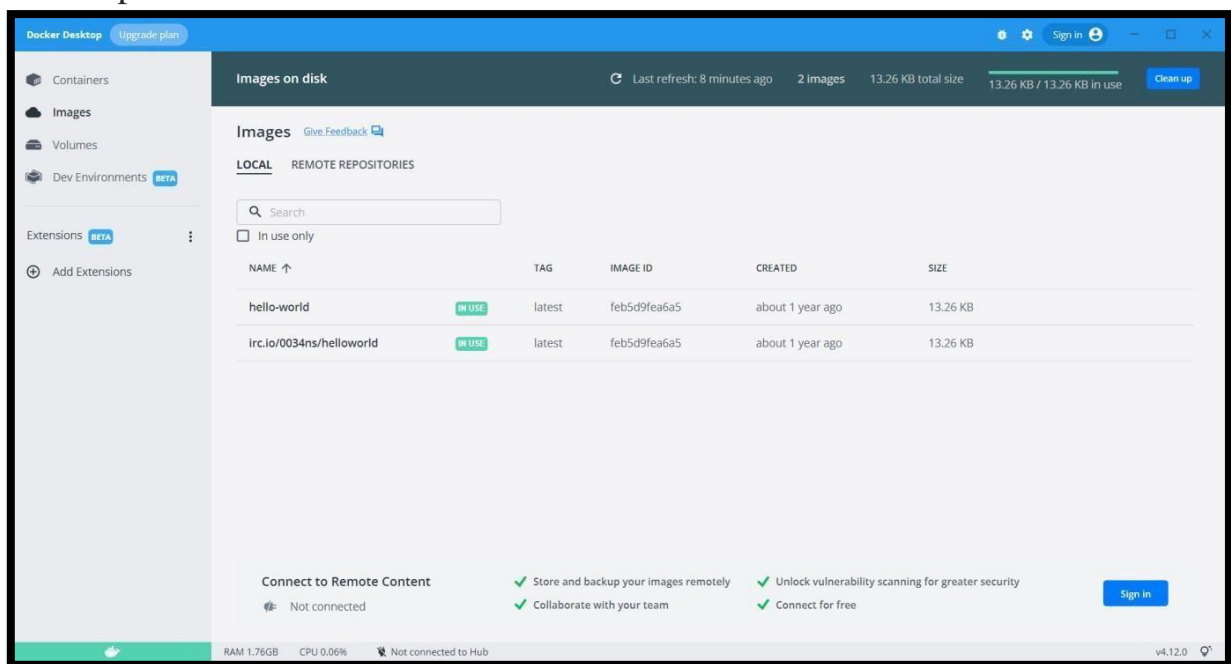 Docker Desktop Upgrade plan Sign in
Containers
Images
Volumes
Dev Environments BETA
Extensions BETA
Add Extensions
Images on disk Last refresh: 8 minutes ago 2 images 13.26 KB total size 13.26 KB / 13.26 KB in use Clean up
Images Give Feedback
LOCAL REMOTE REPOSITORIES
Search
In use only
NAME TAG IMAGE ID CREATED SIZE
hello-world IN USE latest feb5d9fea6a5 about 1 year ago 13.26 KB
irc.io/0034ns/helloworld IN USE latest feb5d9fea6a5 about 1 year ago 13.26 KB
Connect to Remote Content
Not connected
Store and backup your images remotely
Collaborate with your team
Unlock vulnerability scanning for greater security
Connect for free
Sign in
RAM 1.76GB CPU 0.06% Not connected to Hub v4.12.0